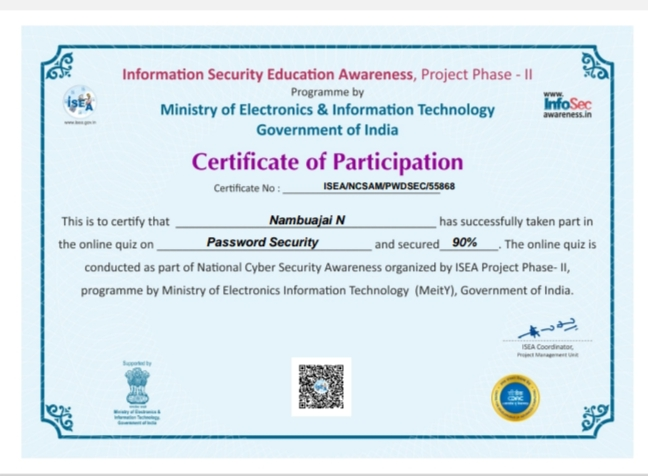 Information Security Education Awareness, Project Phase - II
Programme by
ISEA
www.isea.gov.in
Ministry of Electronics & Information Technology
Government of India
www.
InfoSec
awareness.in
Certificate of Participation
Certificate No : ISEA/NCSAM/PWDSEC/55868
This is to certify that Nambuajai N has successfully taken part in
the online quiz on Password Security and secured 90% . The online quiz is
conducted as part of National Cyber Security Awareness organized by ISEA Project Phase- II,
programme by Ministry of Electronics Information Technology (MeitY), Government of India.
ISEA Coordinator,
Project Management Unit
Supported by
Ministry of Electronics &
Information Technology,
Government of India
CDAC